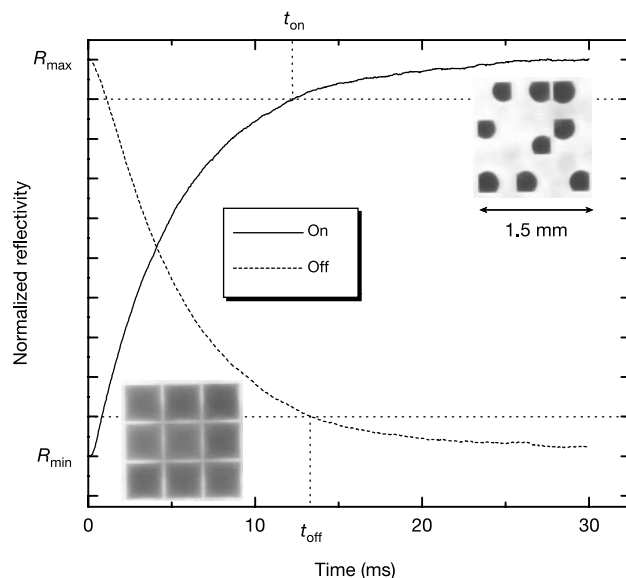 t_on
R_max
1.5 mm
On
Off
Normalized reflectivity
R_min
0
10
20
30
t_off
Time (ms)